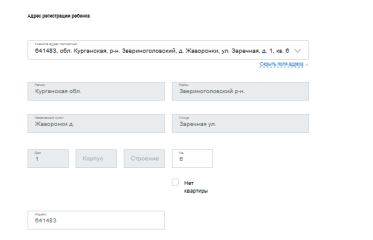 Адрес регистрации ребенка
641483, обл. Курганская, р-н. Звериноголовский, д. Жаворонки, ул. Заречная, д. 1, кв. 6
Скрыть поля адреса
Регион
Район
Курганская обл.
Звериноголовский р-н.
Населенный пункт
Улица
Жаворонки д.
Заречная ул.
Дом
Кв.
1
Корпус
Строение
6
Нет
квартиры
Индекс
641483